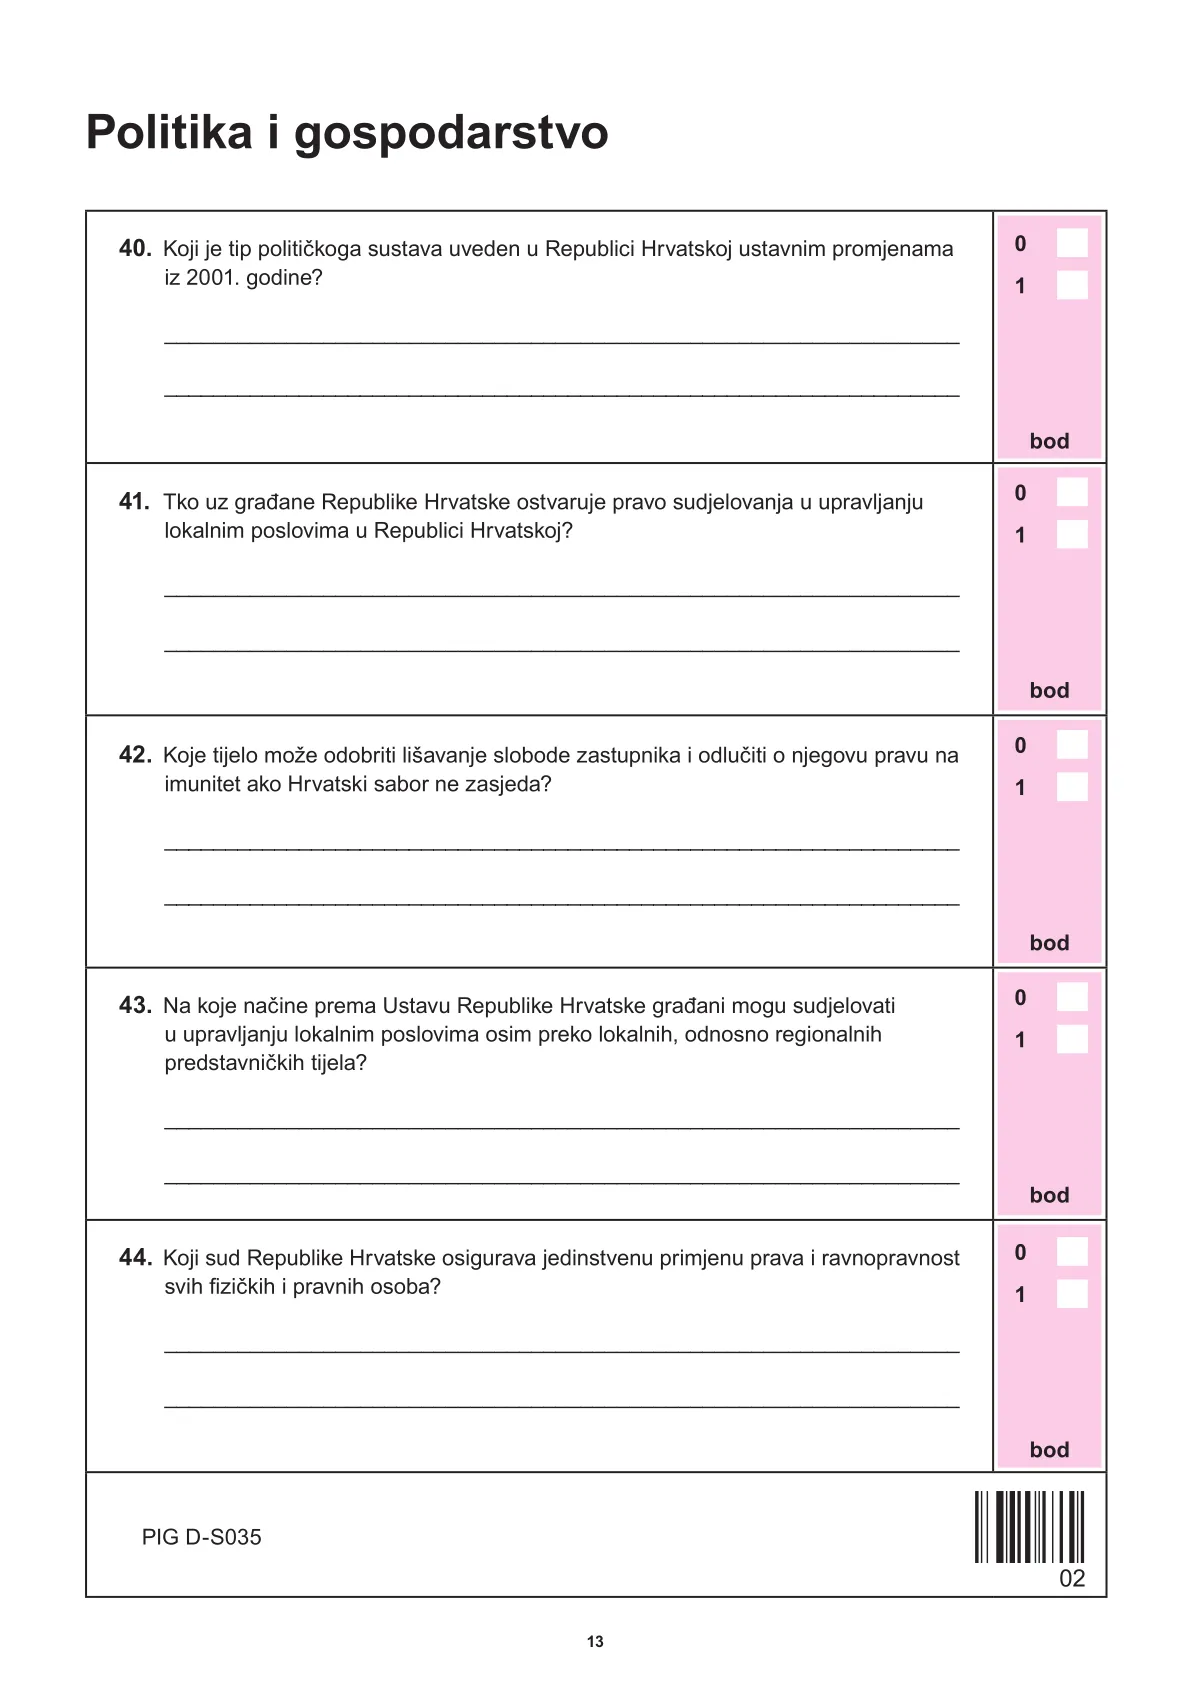 Politika i gospodarstvo
40. Koji je tip političkoga sustava uveden u Republici Hrvatskoj ustavnim promjenama
iz 2001. godine?
0
1
bod
41. Tko uz građane Republike Hrvatske ostvaruje pravo sudjelovanja u upravljanju
lokalnim poslovima u Republici Hrvatskoj?
0
1
bod
42. Koje tijelo može odobriti lišavanje slobode zastupnika i odlučiti o njegovu pravu na
imunitet ako Hrvatski sabor ne zasjeda?
0
1
bod
43. Na koje načine prema Ustavu Republike Hrvatske građani mogu sudjelovati
u upravljanju lokalnim poslovima osim preko lokalnih, odnosno regionalnih
predstavničkih tijela?
0
1
bod
44. Koji sud Republike Hrvatske osigurava jedinstvenu primjenu prava i ravnopravnost
svih fizičkih i pravnih osoba?
0
1
bod
PIG D-S035
02
13